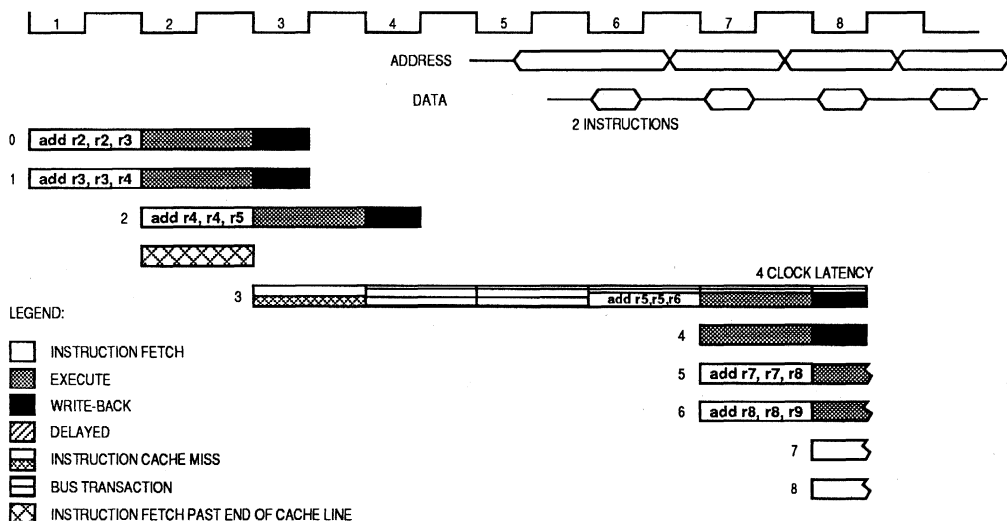 1 2 3 4 5 6 7 8
ADDRESS
DATA
2 INSTRUCTIONS
0 add r2, r2, r3
1 add r3, r3, r4
2 add r4, r4, r5
4 CLOCK LATENCY
3 add r5,r5,r6
LEGEND:
4
INSTRUCTION FETCH
5 add r7, r7, r8
EXECUTE
WRITE-BACK
6 add r8, r8, r9
DELAYED
7
INSTRUCTION CACHE MISS
BUS TRANSACTION
8
INSTRUCTION FETCH PAST END OF CACHE LINE